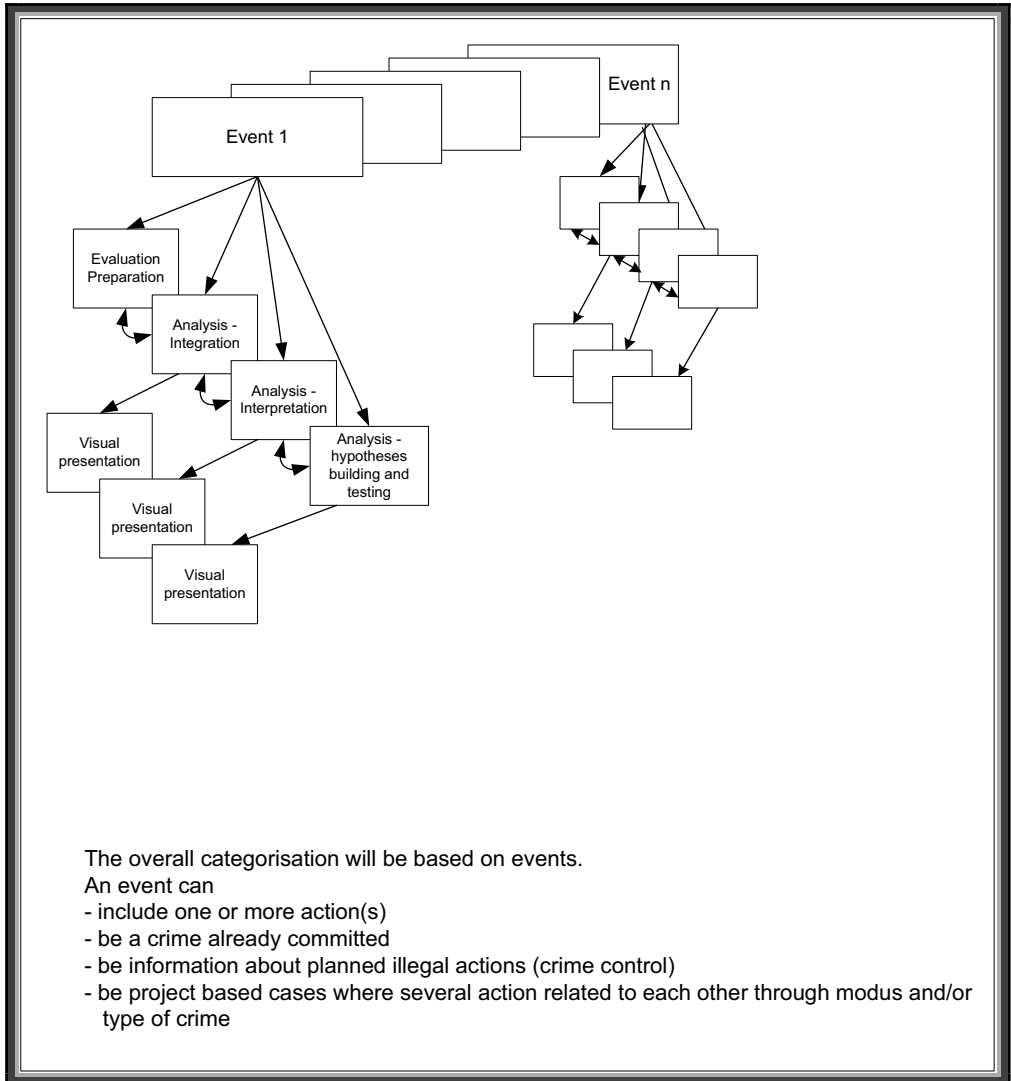 Event n
Event 1
Evaluation
Preparation
Analysis -
Integration
Analysis -
Interpretation
Analysis -
hypotheses
building and
testing
Visual
presentation
Visual
presentation
Visual
presentation
The overall categorisation will be based on events.
An event can
- include one or more action(s)
- be a crime already committed
- be information about planned illegal actions (crime control)
- be project based cases where several action related to each other through modus and/or
type of crime